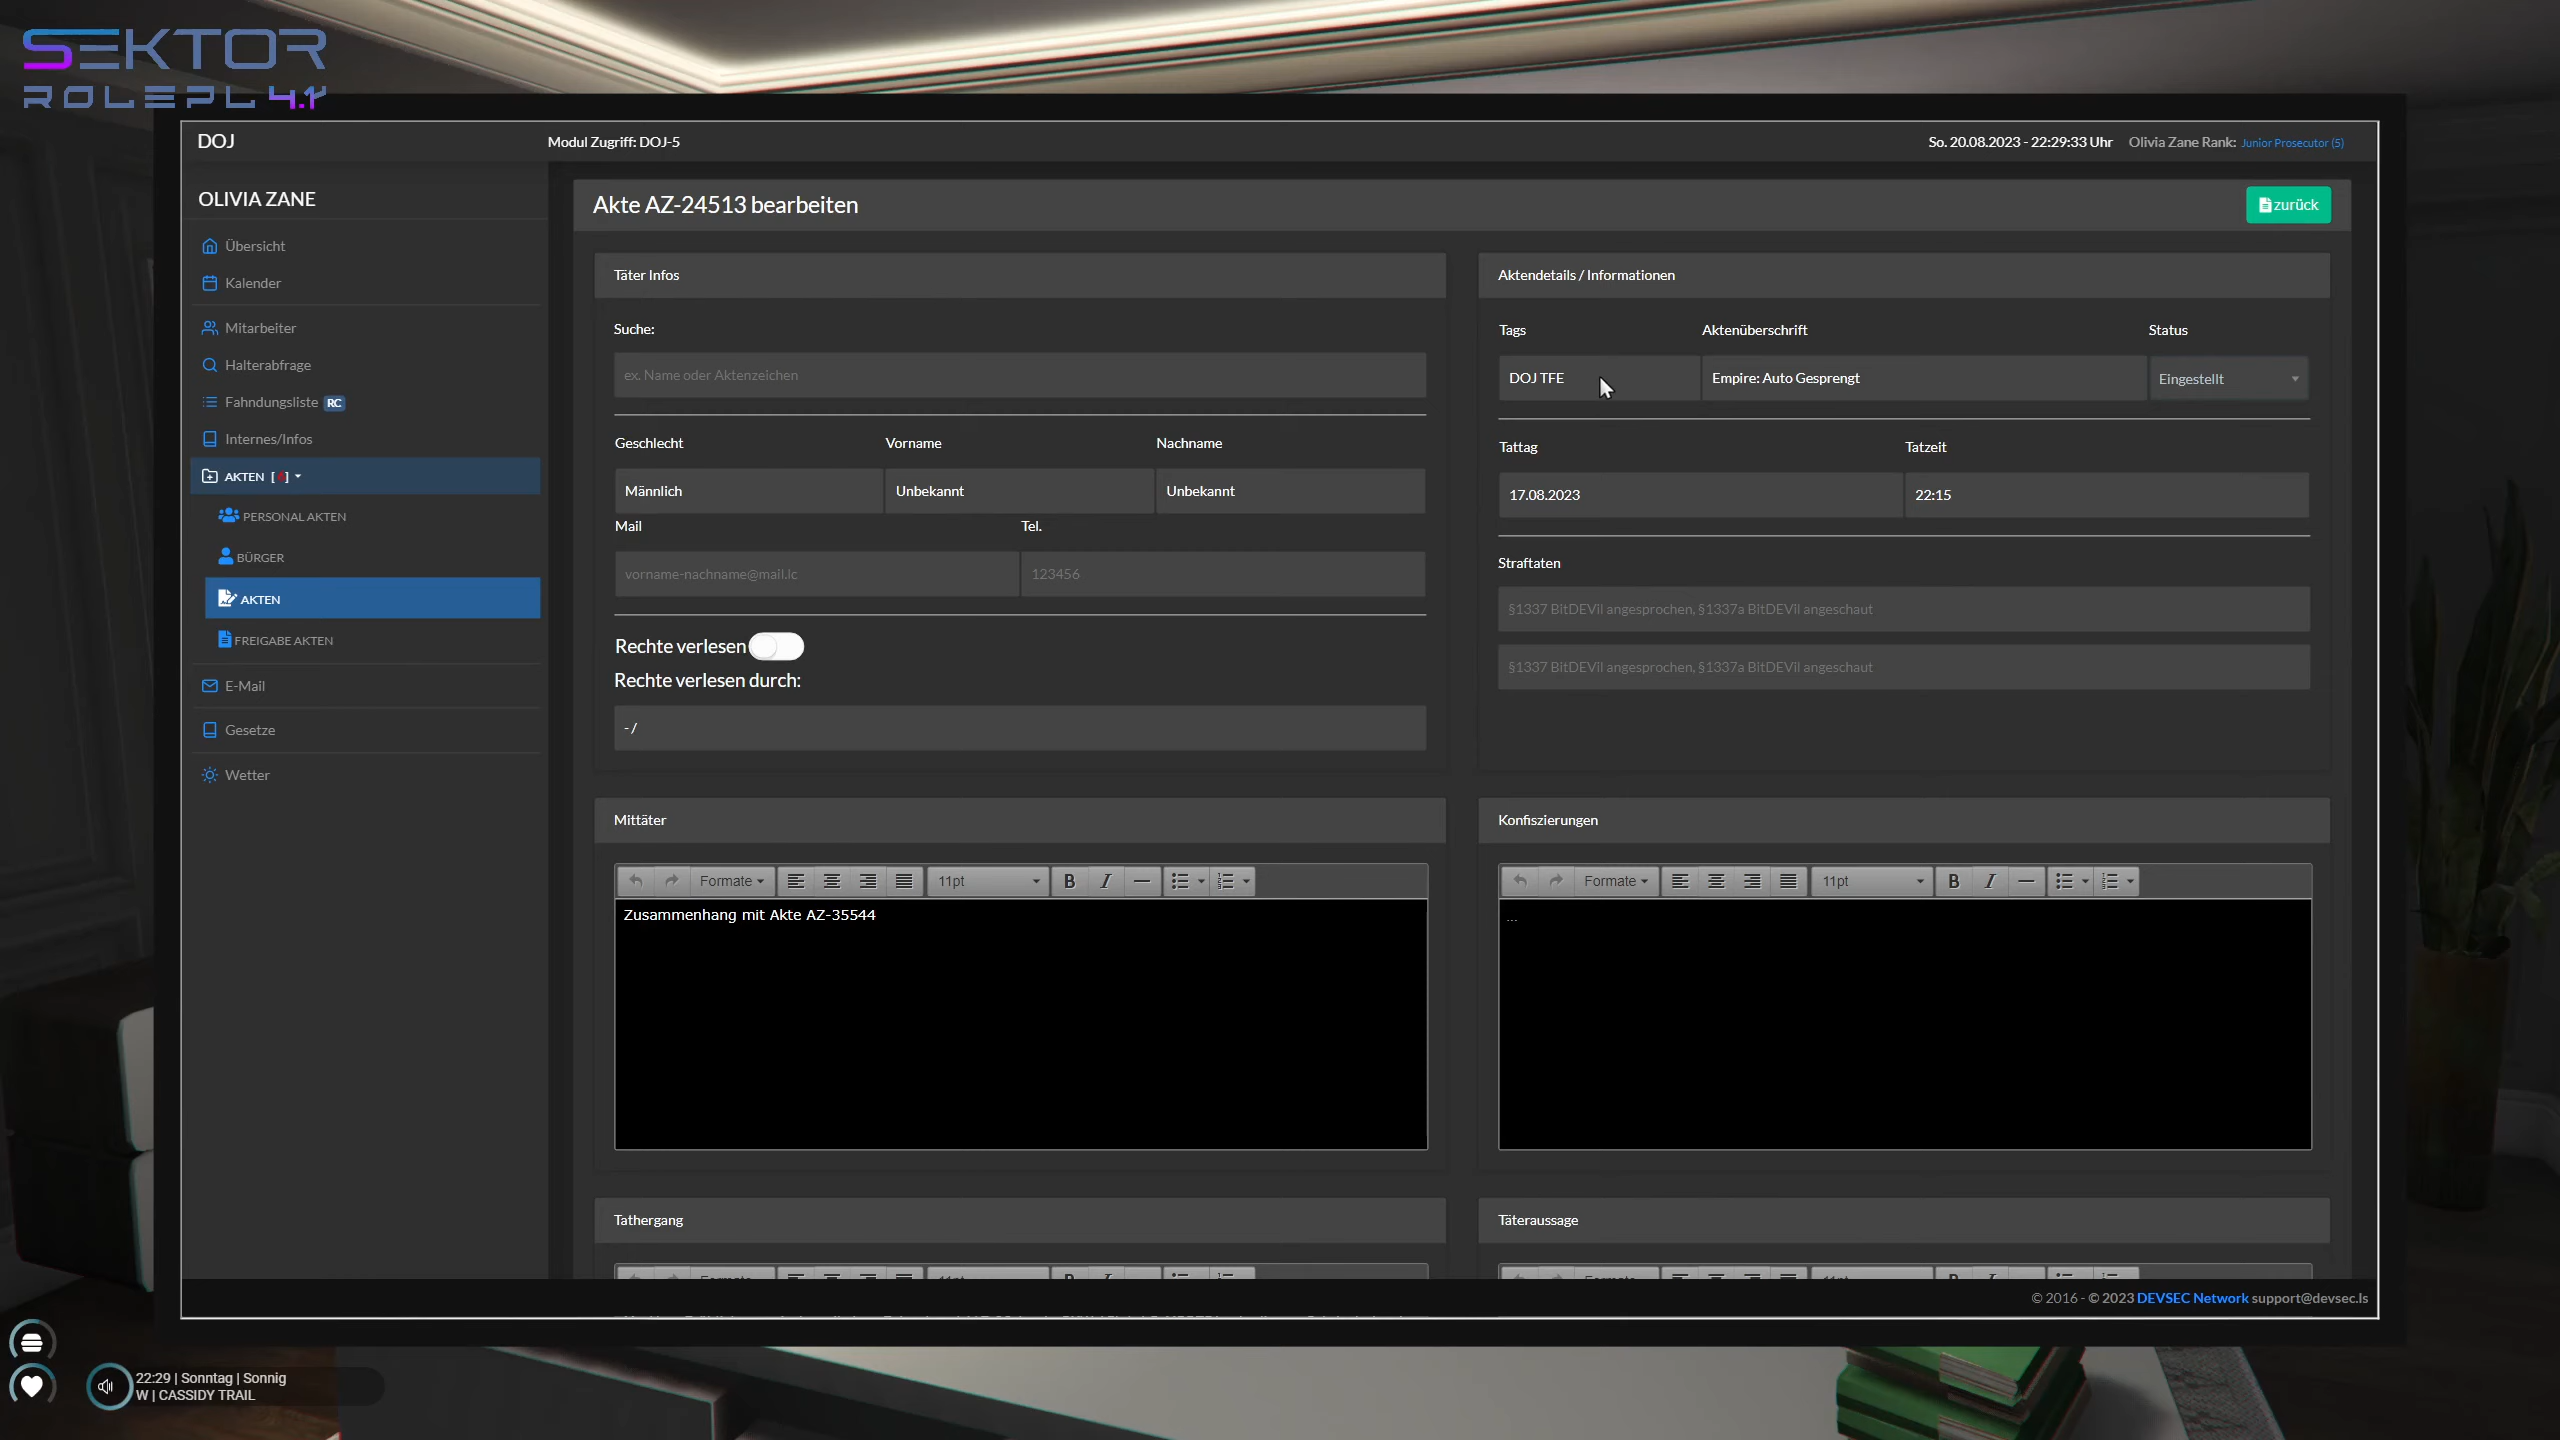 SEKTOR
ROLEPL4.Y
DOJ
Modul Zugriff: DOJ-5
So. 20.08.2023 - 22:29:33 Uhr
Olivia Zane Rank: Junior Prosecutor (5)
OLIVIA ZANE
Übersicht
Kalender
Mitarbeiter
Halterabfrage
Fahndungsliste RC
Internes/Infos
AKTEN
PERSONAL AKTEN
BÜRGER
AKTEN
FREIGABE AKTEN
E-Mail
Gesetze
Wetter
Akte AZ-24513 bearbeiten
zurück
Täter Infos
Suche:
ex. Name oder Aktenzeichen
Geschlecht Vorname Nachname
Männlich Unbekannt Unbekannt
Mail Tel.
vorname-nachname@mail.lc 123456
Rechte verlesen
Rechte verlesen durch:
- /
Aktendetails / Informationen
Tags Aktenüberschrift Status
DOJ TFE Empire: Auto Gesprengt Eingestellt
Tattag Tatzeit
17.08.2023 22:15
Straftaten
§1337 BitDEVil angesprochen, §1337a BitDEVil angeschaut
§1337 BitDEVil angesprochen, §1337a BitDEVil angeschaut
Mittäter
Formate 11pt B I
Zusammenhang mit Akte AZ-35544
Konfiszierungen
Formate 11pt B I
...
Tathergang
Täteraussage
© 2016 - © 2023 DEVSEC Network support@devsec.ls
22:29 | Sonntag | Sonnig
W | CASSIDY TRAIL